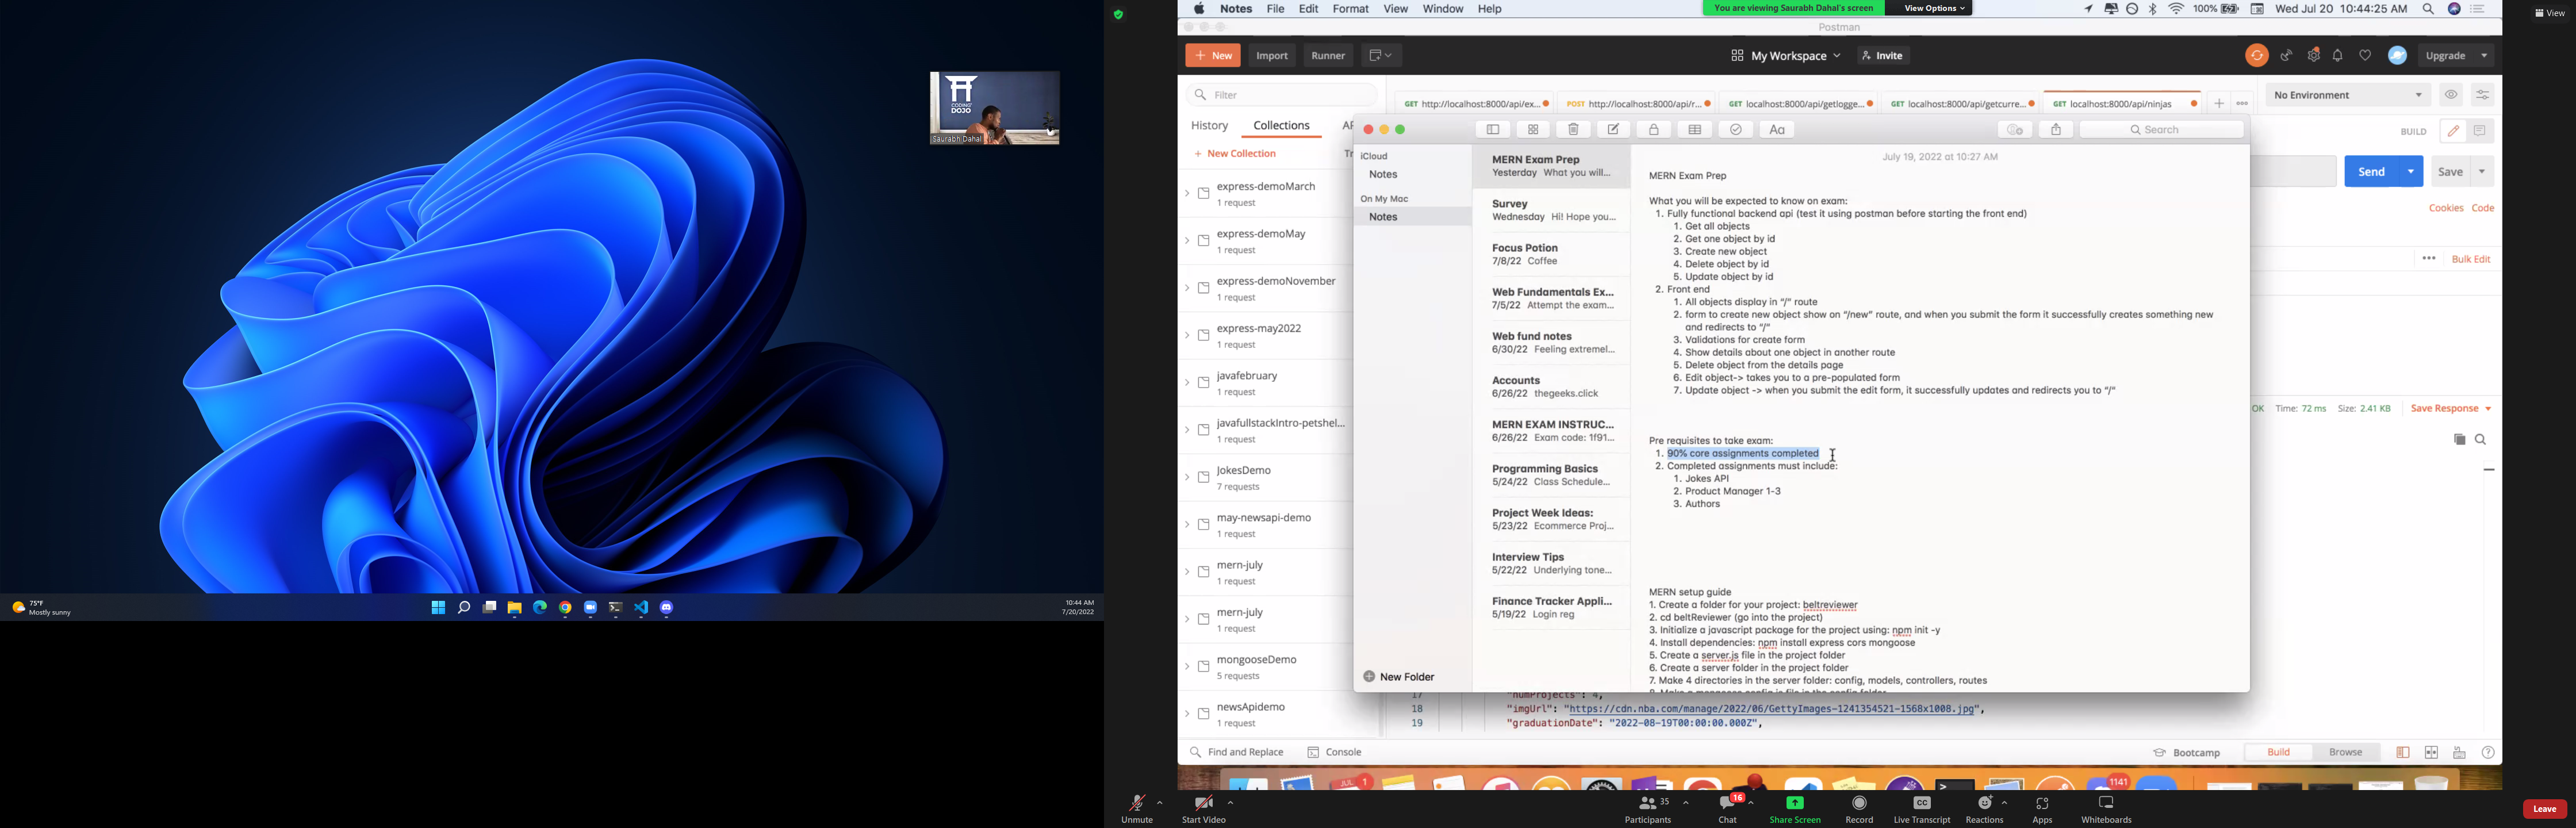 CODING
DOJO
Saurabh Dahal
75°F
Mostly sunny
10:44 AM
7/20/2022
Notes File Edit Format View Window Help
You are viewing Saurabh Dahal's screen View Options
100% Wed Jul 20 10:44:25 AM
View
Postman
+ New Import Runner
My Workspace Invite
Upgrade
Filter
GET http://localhost:8000/api/ex...
POST http://localhost:8000/api/r...
GET localhost:8000/api/getlogge...
GET localhost:8000/api/getcurre...
GET localhost:8000/api/ninjas
No Environment
History Collections
BUILD
+ New Collection
Send Save
Cookies Code
Bulk Edit
express-demoMarch
1 request
express-demoMay
1 request
express-demoNovember
1 request
express-may2022
1 request
javafebruary
1 request
javafullstackIntro-petshel...
1 request
JokesDemo
7 requests
may-newsapi-demo
1 request
mern-july
1 request
mern-july
1 request
mongooseDemo
5 requests
newsApidemo
1 request
OK Time: 72 ms Size: 2.41 KB Save Response
Aa
Search
iCloud
Notes
On My Mac
Notes
New Folder
MERN Exam Prep
Yesterday What you will...
Survey
Wednesday Hi! Hope you...
Focus Potion
7/8/22 Coffee
Web Fundamentals Ex...
7/5/22 Attempt the exam...
Web fund notes
6/30/22 Feeling extremel...
Accounts
6/26/22 thegeeks.click
MERN EXAM INSTRUC...
6/26/22 Exam code: 1f91...
Programming Basics
5/24/22 Class Schedule...
Project Week Ideas:
5/23/22 Ecommerce Proj...
Interview Tips
5/22/22 Underlying tone...
Finance Tracker Appli...
5/19/22 Login reg
July 19, 2022 at 10:27 AM
MERN Exam Prep
What you will be expected to know on exam:
1. Fully functional backend api (test it using postman before starting the front end)
1. Get all objects
2. Get one object by id
3. Create new object
4. Delete object by id
5. Update object by id
2. Front end
1. All objects display in "/" route
2. form to create new object show on "/new" route, and when you submit the form it successfully creates something new
and redirects to "/"
3. Validations for create form
4. Show details about one object in another route
5. Delete object from the details page
6. Edit object-> takes you to a pre-populated form
7. Update object -> when you submit the edit form, it successfully updates and redirects you to "/"
Pre requisites to take exam:
1. 90% core assignments completed
2. Completed assignments must include:
1. Jokes API
2. Product Manager 1-3
3. Authors
MERN setup guide
1. Create a folder for your project: beltreviewer
2. cd beltReviewer (go into the project)
3. Initialize a javascript package for the project using: npm init -y
4. Install dependencies: npm install express cors mongoose
5. Create a server.js file in the project folder
6. Create a server folder in the project folder
7. Make 4 directories in the server folder: config, models, controllers, routes
17 "numProjects": 4,
18 "imgUrl": "https://cdn.nba.com/manage/2022/06/GettyImages-1241354521-1568x1008.jpg",
19 "graduationDate": "2022-08-19T00:00:00.000Z",
Find and Replace Console
Bootcamp Build Browse
JUL 1
1141
Unmute Start Video
35 16
Participants Chat Share Screen Record Live Transcript Reactions Apps Whiteboards
CC
Leave